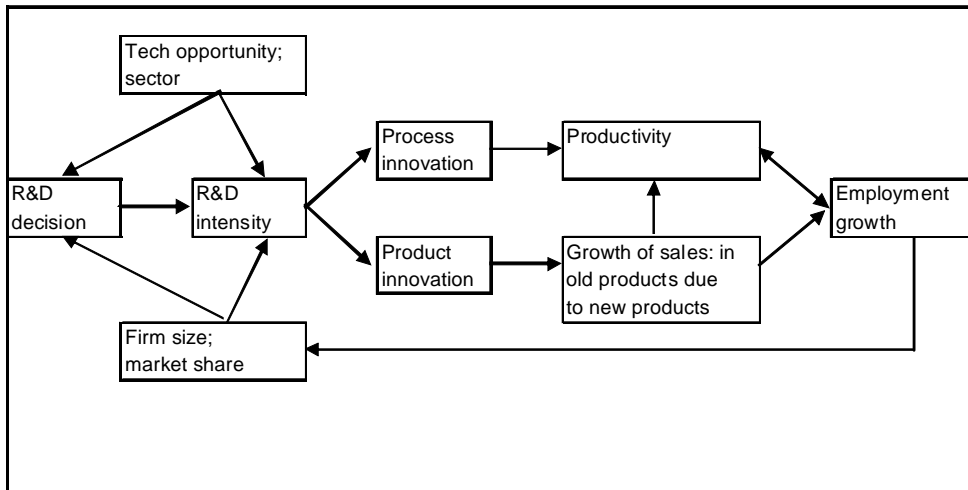 Tech opportunity;
sector
Process
innovation
Productivity
R&D
decision
R&D
intensity
Employment
growth
Product
innovation
Growth of sales: in
old products due
to new products
Firm size;
market share